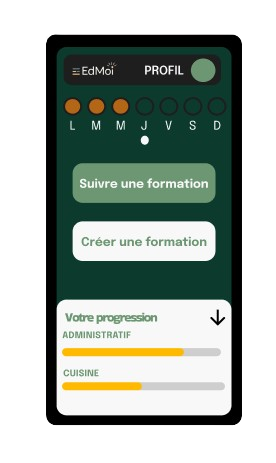 EdMoi PROFIL
L M M J V S D
Suivre une formation
Créer une formation
Votre progression
ADMINISTRATIF
CUISINE